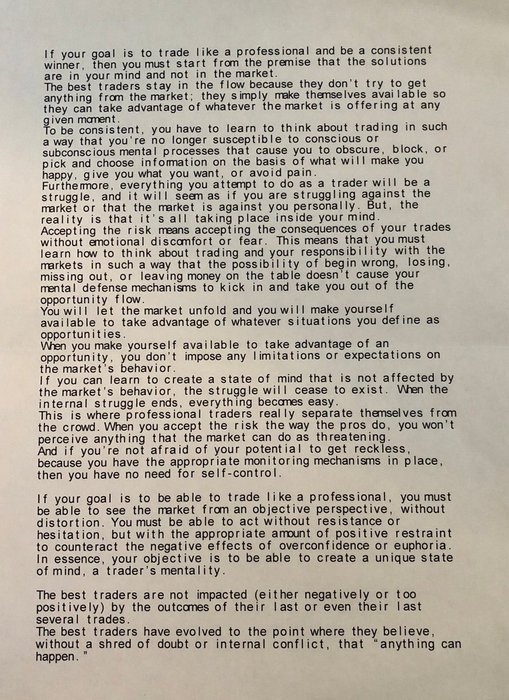 If your goal is to trade like a professional and be a consistent
winner, then you must start from the premise that the solutions
are in your mind and not in the market.
The best traders stay in the flow because they don't try to get
anything from the market; they simply make themselves available so
they can take advantage of whatever the market is offering at any
given moment.
To be consistent, you have to learn to think about trading in such
a way that you're no longer susceptible to conscious or
subconscious mental processes that cause you to obscure, block, or
pick and choose information on the basis of what will make you
happy, give you what you want, or avoid pain.
Furthermore, everything you attempt to do as a trader will be a
struggle, and it will seem as if you are struggling against the
market or that the market is against you personally. But, the
reality is that it's all taking place inside your mind.
Accepting the risk means accepting the consequences of your trades
without emotional discomfort or fear. This means that you must
learn how to think about trading and your responsibility with the
markets in such a way that the possibility of begin wrong, losing,
missing out, or leaving money on the table doesn't cause your
mental defense mechanisms to kick in and take you out of the
opportunity flow.
You will let the market unfold and you will make yourself
available to take advantage of whatever situations you define as
opportunities.
When you make yourself available to take advantage of an
opportunity, you don't impose any limitations or expectations on
the market's behavior.
If you can learn to create a state of mind that is not affected by
the market's behavior, the struggle will cease to exist. When the
internal struggle ends, everything becomes easy.
This is where professional traders really separate themselves from
the crowd. When you accept the risk the way the pros do, you won't
perceive anything that the market can do as threatening.
And if you're not afraid of your potential to get reckless,
because you have the appropriate monitoring mechanisms in place,
then you have no need for self-control.
If your goal is to be able to trade like a professional, you must
be able to see the market from an objective perspective, without
distortion. You must be able to act without resistance or
hesitation, but with the appropriate amount of positive restraint
to counteract the negative effects of overconfidence or euphoria.
In essence, your objective is to be able to create a unique state
of mind, a trader's mentality.
The best traders are not impacted (either negatively or too
positively) by the outcomes of their last or even their last
several trades.
The best traders have evolved to the point where they believe,
without a shred of doubt or internal conflict, that "anything can
happen."